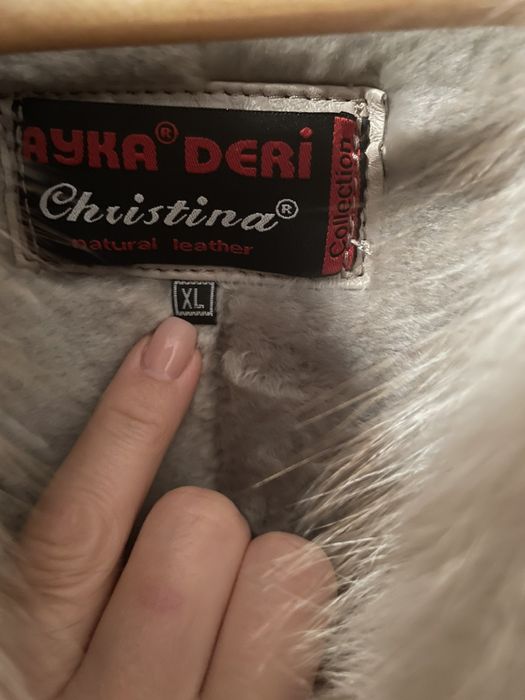 AYKA® DERİ
Christina®
natural leather
Collection
XL